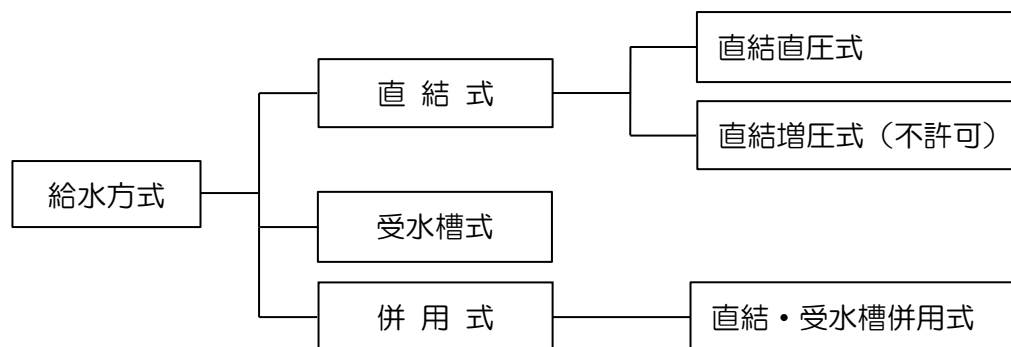 給水方式
直 結 式
直結直圧式
直結増圧式（不許可）
受水槽式
併 用 式
直結・受水槽併用式